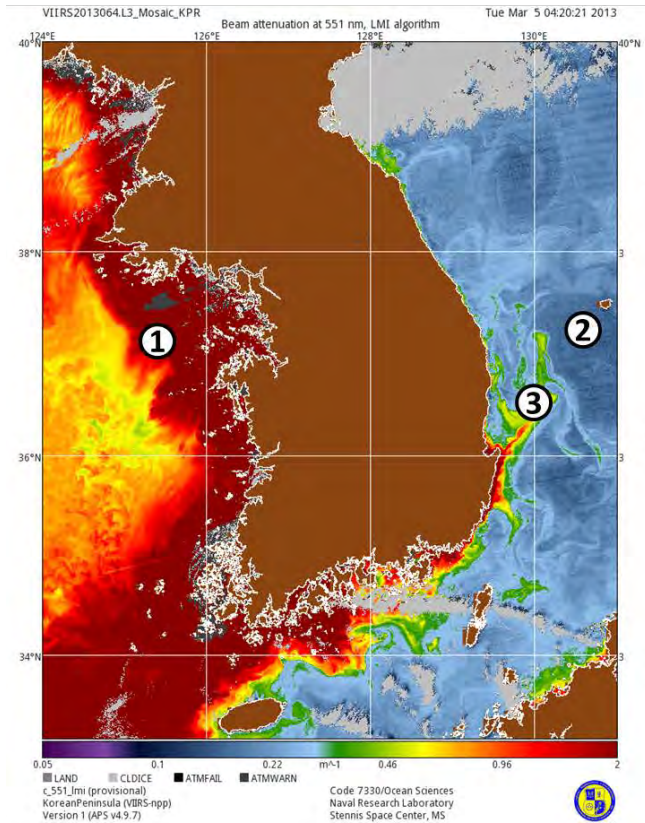 VIIRS2013064.L3_Mosaic_KPR
Tue Mar 5 04:20:21 2013
Beam attenuation at 551 nm, LMI algorithm
124°E 126°E 128°E 130°E
40°N 40°N
38°N 3
2
1
3
36°N 3
34°N 3
0.05 0.1 0.22 m^-1 0.46 0.96 2
LAND CLDICE ATMFAIL ATMWARN
c_551_lmi (provisional)
KoreanPeninsula (VIIRS-npp)
Version 1 (APS v4.9.7)
Code 7330/Ocean Sciences
Naval Research Laboratory
Stennis Space Center, MS